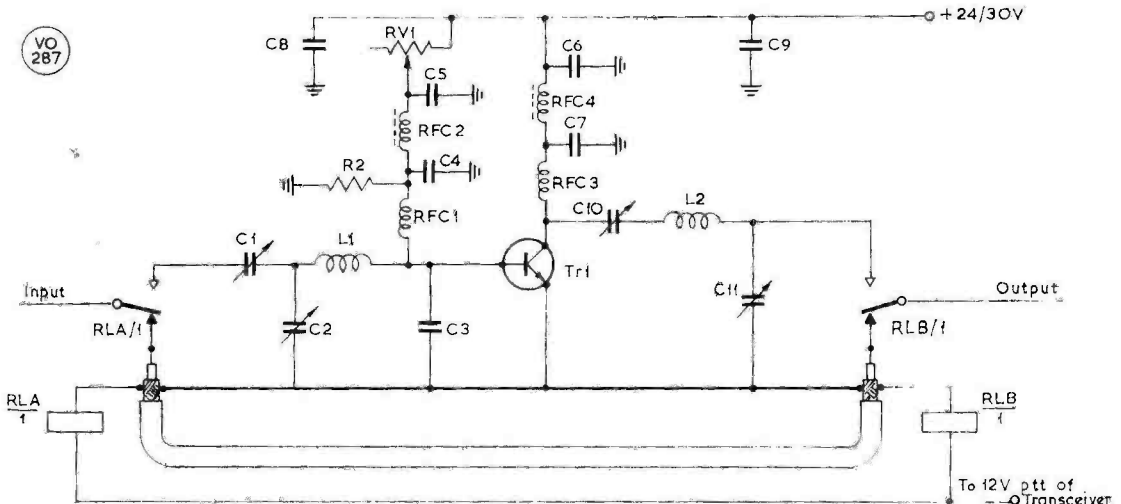 VO
287
C8
RV1
C5
RFC2
C4
R2
RFC1
C6
RFC4
C7
RFC3
C9
+24/30V
C1
L1
C10
L2
Tr1
Input
RLA/1
C2
C3
C11
RLB/1
Output
RLA
1
RLB
1
To 12V ptt of
Transceiver